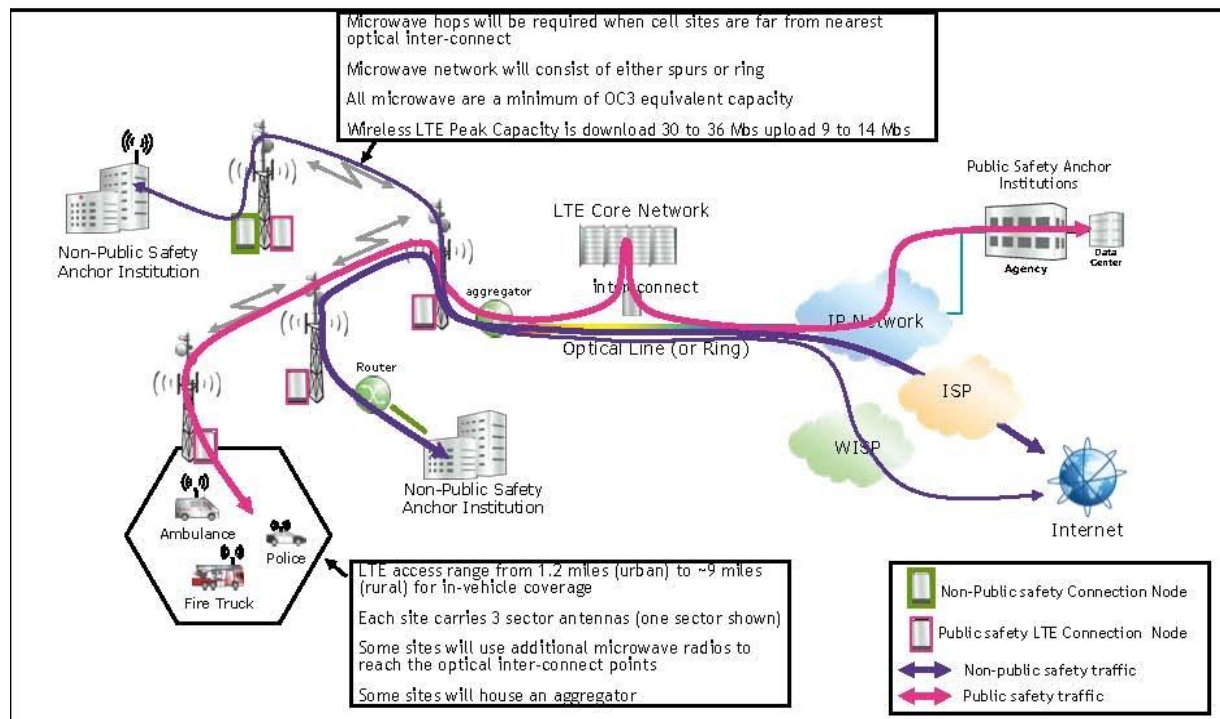 Microwave hops will be required when cell sites are far from nearest
optical inter-connect
Microwave network will consist of either spurs or ring
All microwave are a minimum of OC3 equivalent capacity
Wireless LTE Peak Capacity is download 30 to 36 Mbs upload 9 to 14 Mbs
Non-Public Safety
Anchor Institution
LTE Core Network
Public Safety Anchor
Institutions
Agency
Data
Center
inter-connect
aggregator
IP Network
Optical Line (or Ring)
Router
ISP
WISP
Non-Public Safety
Anchor Institution
Internet
Ambulance
Police
Fire Truck
LTE access range from 1.2 miles (urban) to ~9 miles
(rural) for in-vehicle coverage
Each site carries 3 sector antennas (one sector shown)
Some sites will use additional microwave radios to
reach the optical inter-connect points
Some sites will house an aggregator
Non-Public safety Connection Node
Public safety LTE Connection Node
Non-public safety traffic
Public safety traffic